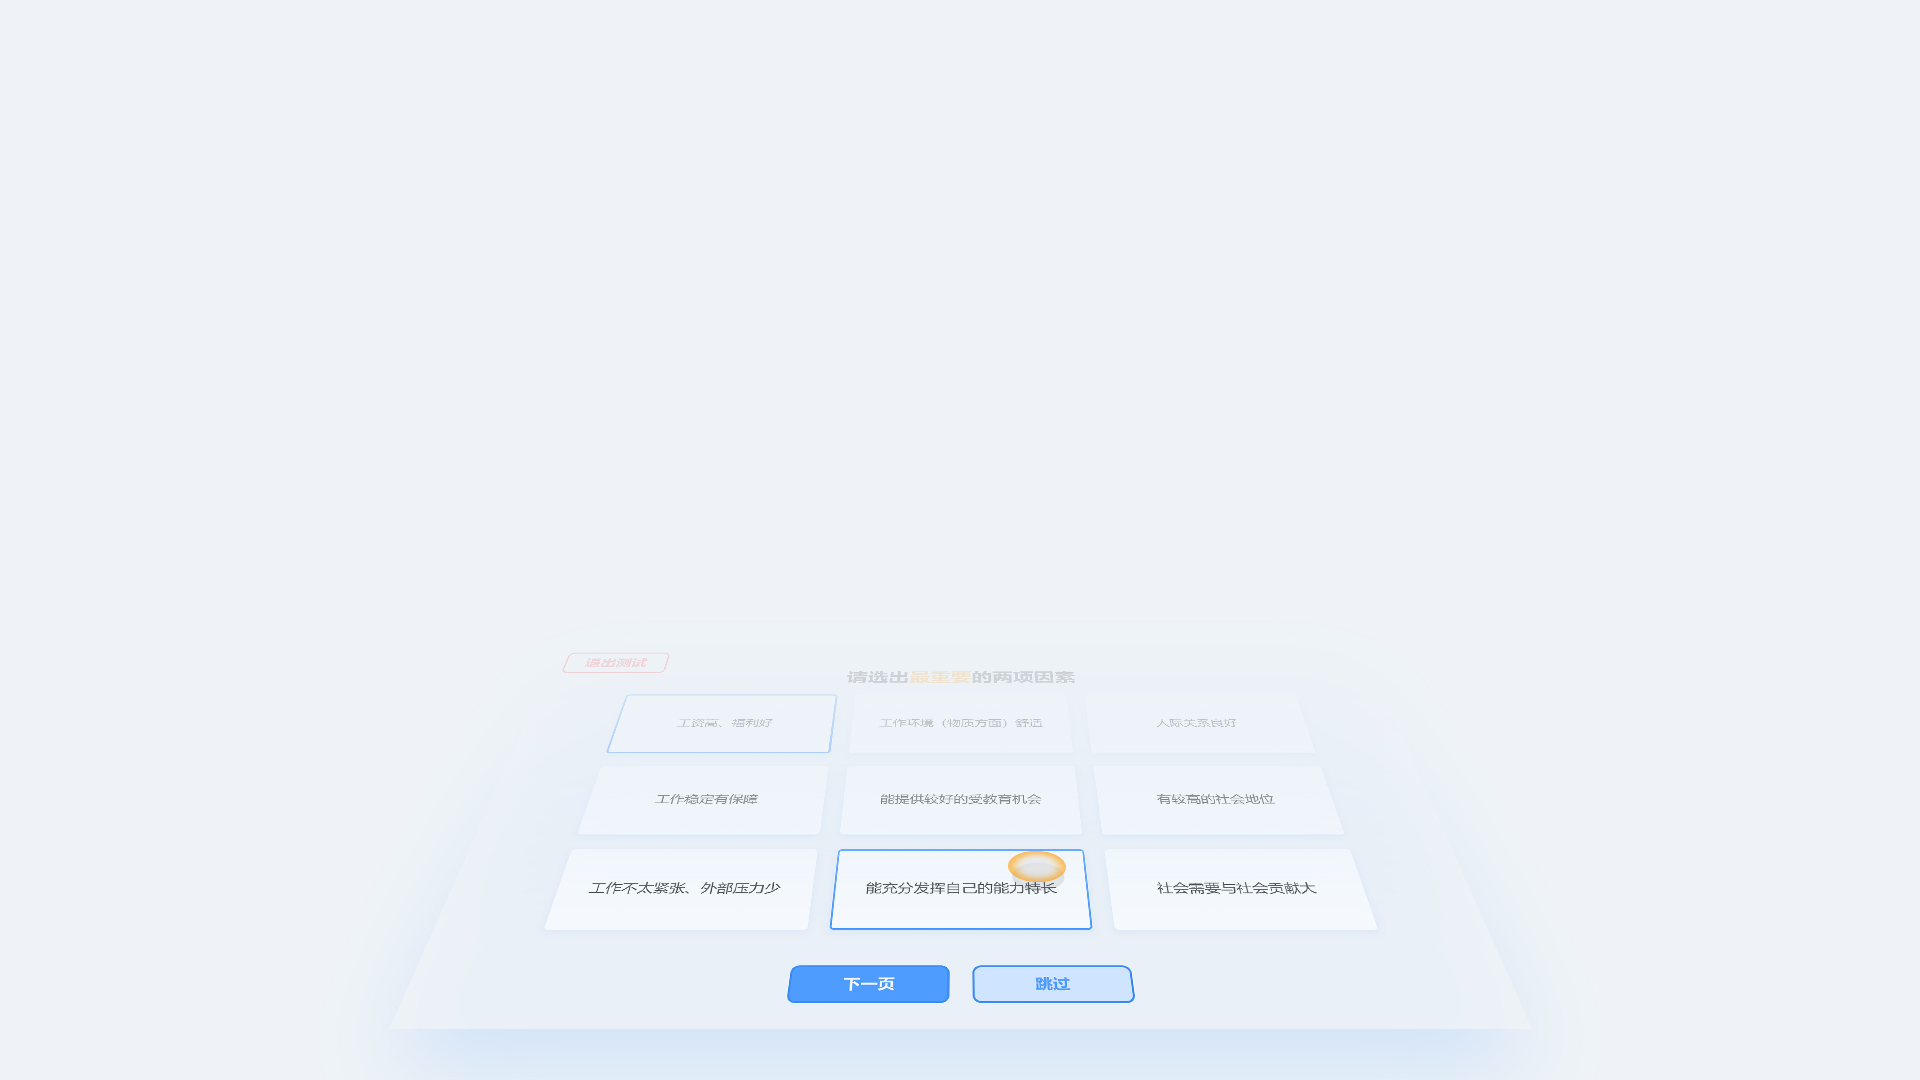 退出测试
请选出最重要的两项因素
工资高、福利好
工作环境（物质方面）舒适
人际关系良好
工作稳定有保障
能提供较好的受教育机会
有较高的社会地位
工作不太紧张、外部压力少
能充分发挥自己的能力特长
社会需要与社会贡献大
下一页
跳过